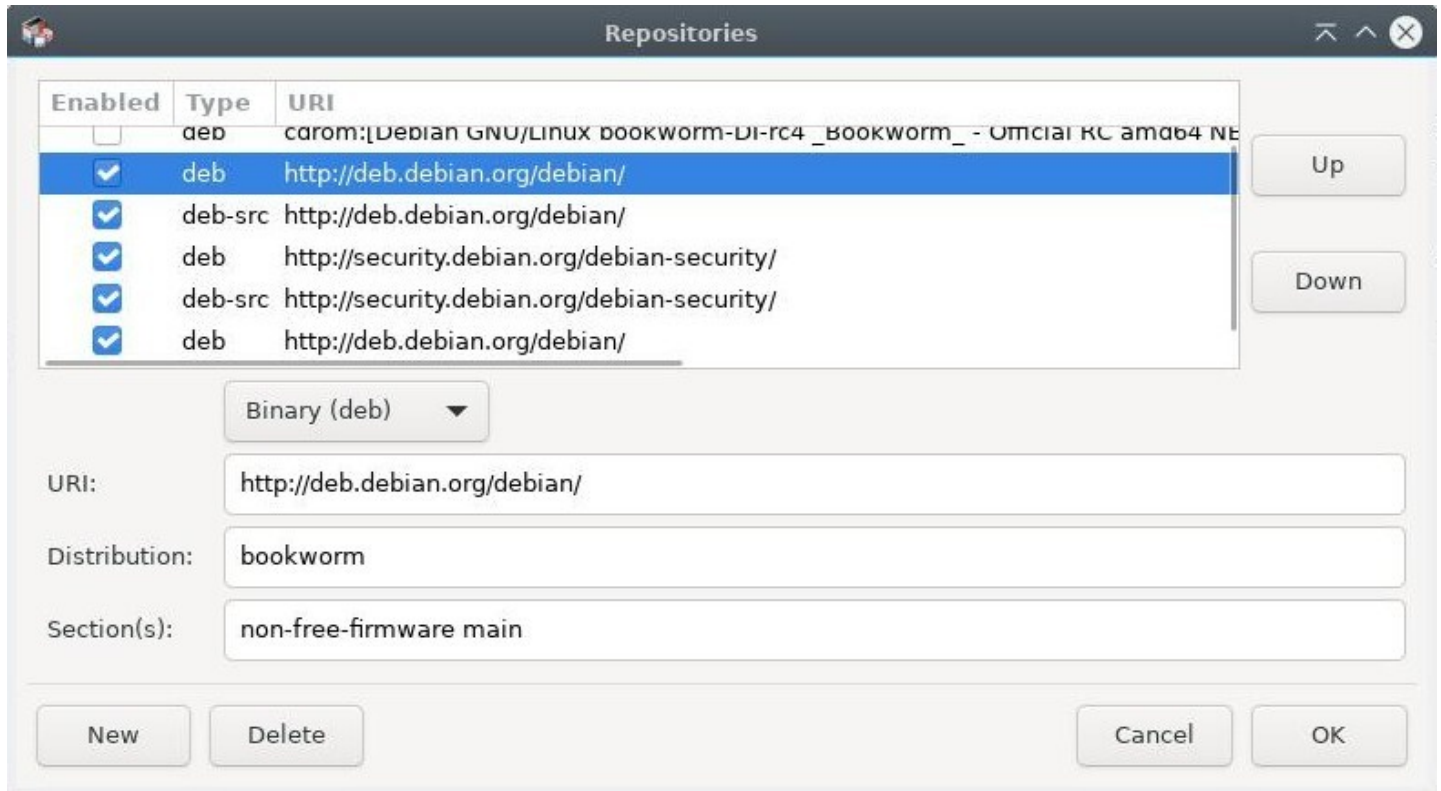 Repositories
Enabled Type URI
deb cdrom:[Debian GNU/Linux bookworm-DI-rc4 _Bookworm_ - Official RC amd64 NE
deb http://deb.debian.org/debian/
deb-src http://deb.debian.org/debian/
deb http://security.debian.org/debian-security/
deb-src http://security.debian.org/debian-security/
deb http://deb.debian.org/debian/
Up
Down
Binary (deb)
URI: http://deb.debian.org/debian/
Distribution: bookworm
Section(s): non-free-firmware main
New Delete Cancel OK